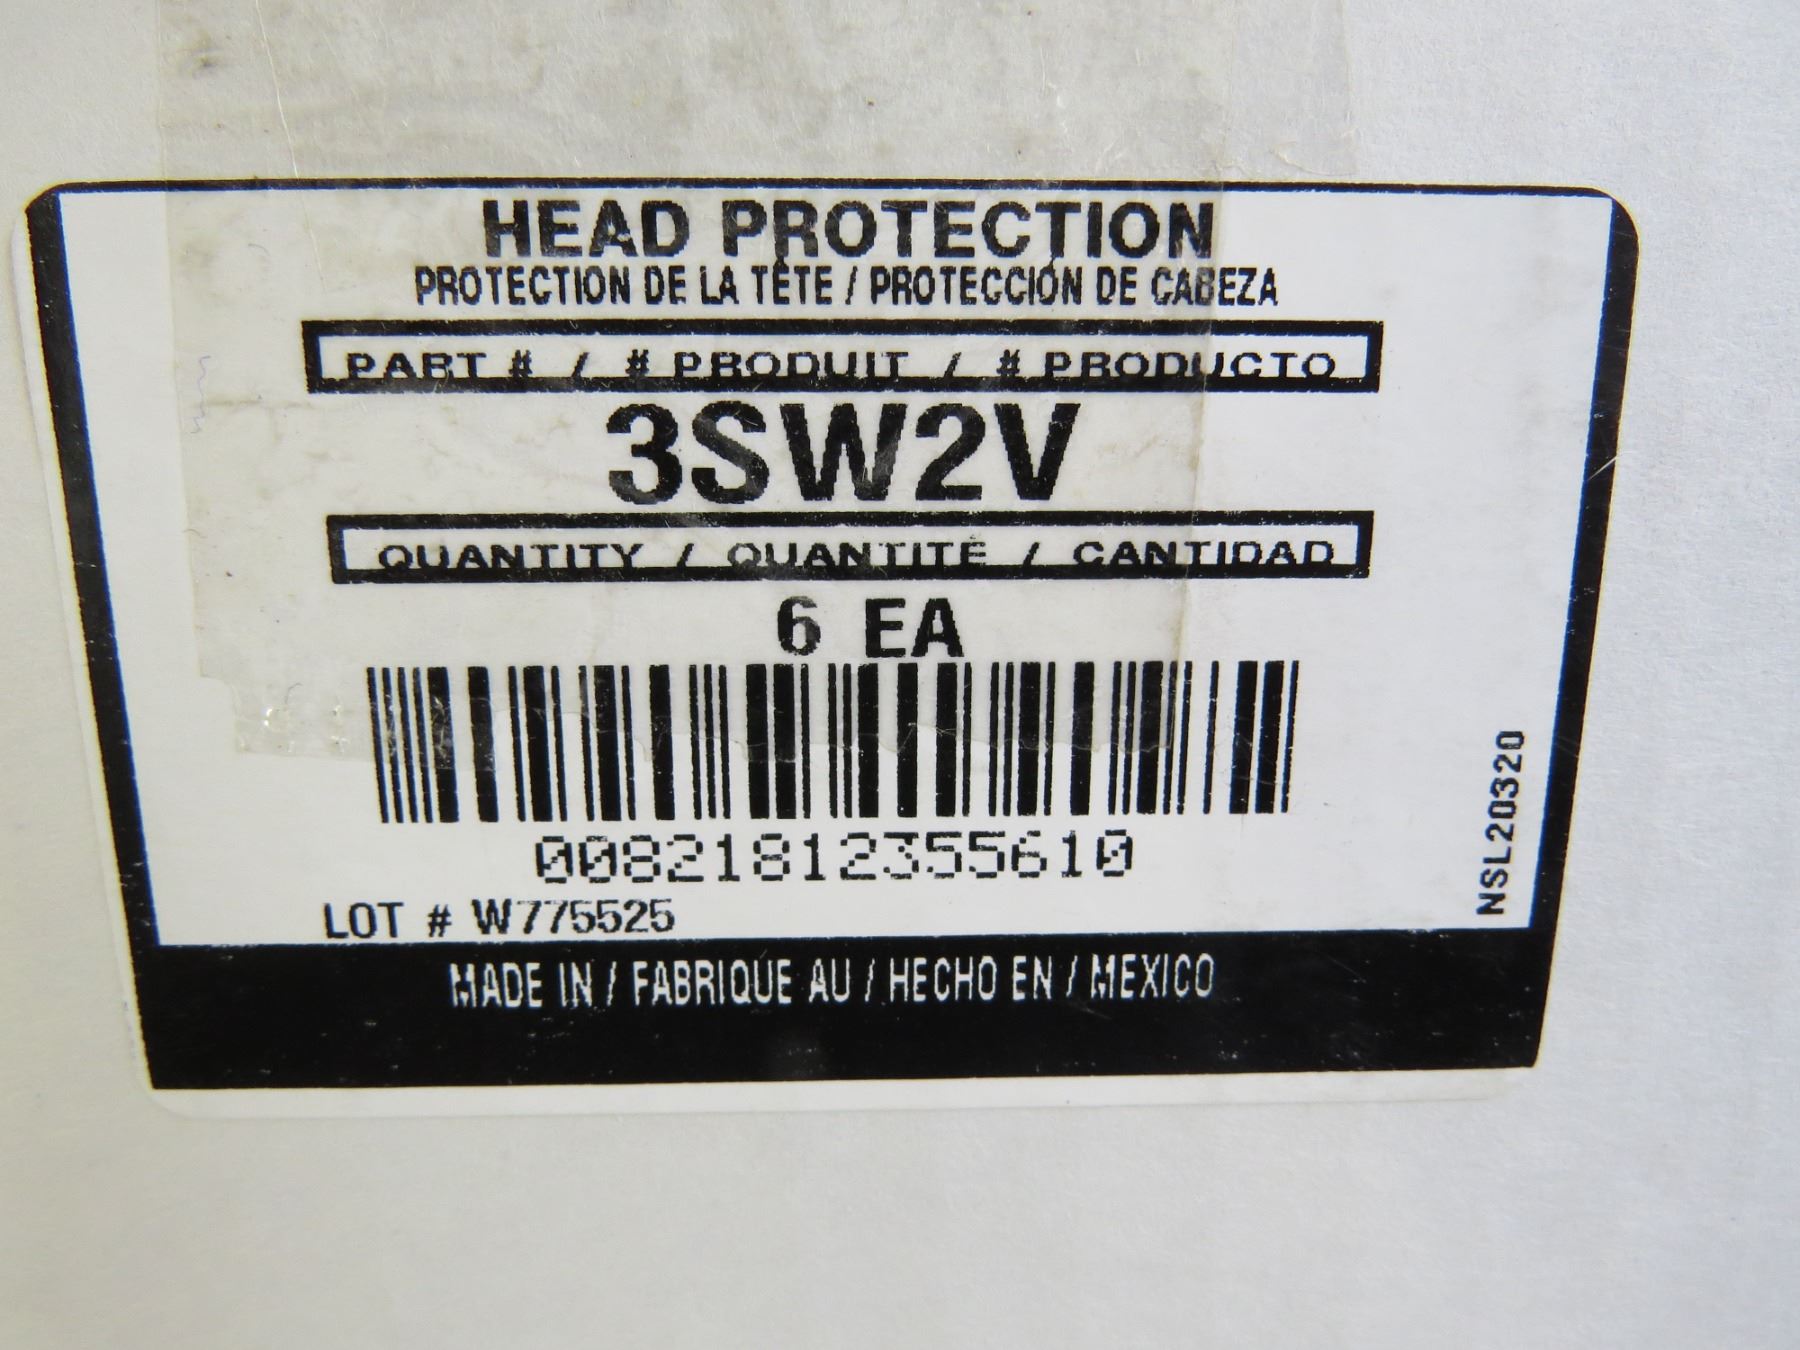 HEAD PROTECTION
PROTECTION DE LA TÊTE / PROTECCIÓN DE CABEZA
PART # / # PRODUIT / # PRODUCTO
3SW2V
QUANTITY / QUANTITÉ / CANTIDAD
6 EA
00821812355610
LOT # W775525
NSL20320
MADE IN / FABRIQUE AU / HECHO EN / MEXICO